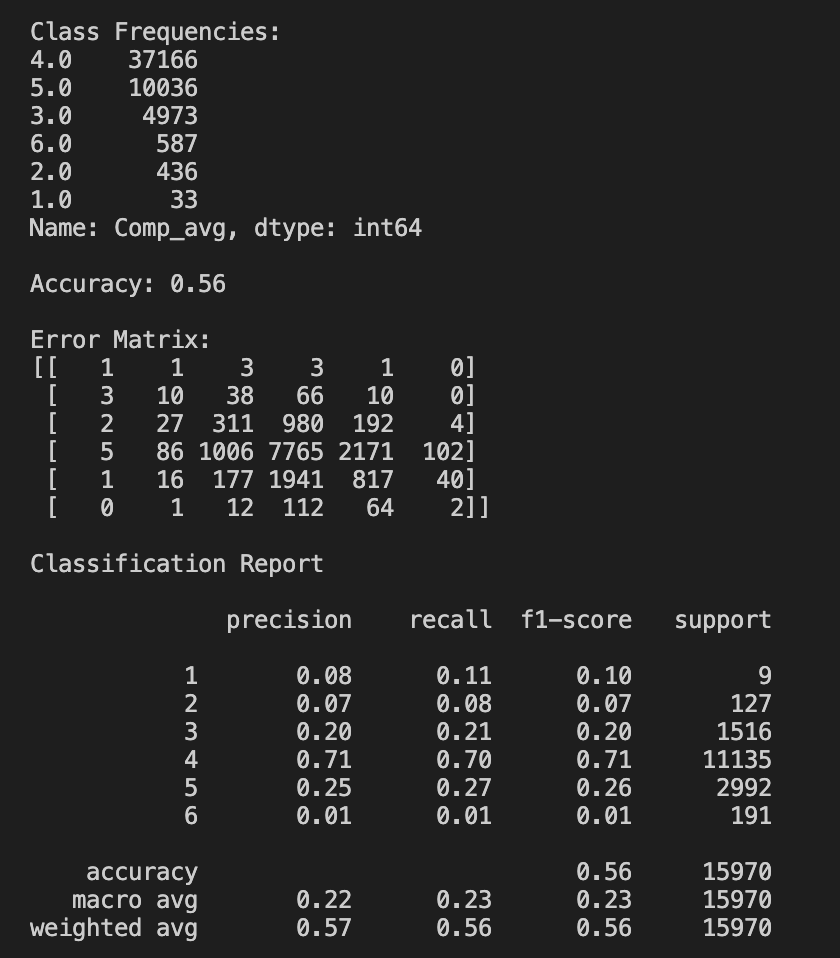 Class Frequencies:
4.0    37166
5.0    10036
3.0     4973
6.0      587
2.0      436
1.0       33
Name: Comp_avg, dtype: int64
Accuracy: 0.56
Error Matrix:
[[   1    1    3    3    1    0]
 [   3   10   38   66   10    0]
 [   2   27  311  980  192    4]
 [   5   86 1006 7765 2171  102]
 [   1   16  177 1941  817   40]
 [   0    1   12  112   64    2]]
Classification Report
              precision    recall  f1-score   support
           1       0.08      0.11      0.10         9
           2       0.07      0.08      0.07       127
           3       0.20      0.21      0.20      1516
           4       0.71      0.70      0.71     11135
           5       0.25      0.27      0.26      2992
           6       0.01      0.01      0.01       191
    accuracy                           0.56     15970
   macro avg       0.22      0.23      0.23     15970
weighted avg       0.57      0.56      0.56     15970